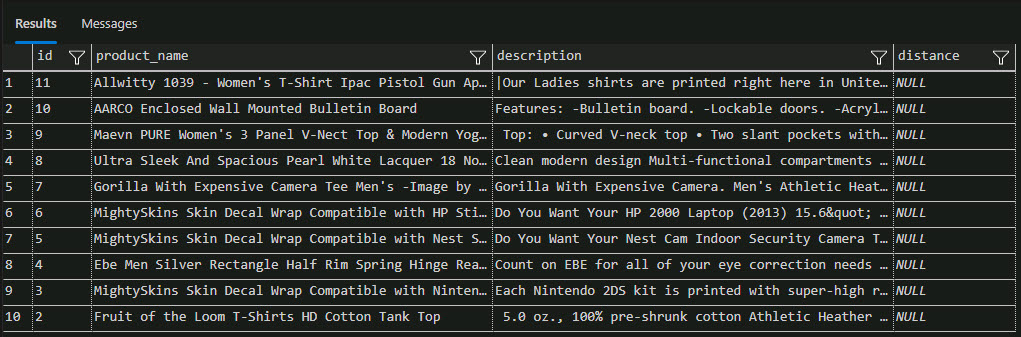 Results Messages
id product_name description distance
1 11 Allwitty 1039 - Women's T-Shirt Ipac Pistol Gun Ap… |Our Ladies shirts are printed right here in Unite… NULL
2 10 AARCO Enclosed Wall Mounted Bulletin Board Features: -Bulletin board. -Lockable doors. -Acryl… NULL
3 9 Maevn PURE Women's 3 Panel V-Nect Top & Modern Yog… Top: • Curved V-neck top • Two slant pockets with… NULL
4 8 Ultra Sleek And Spacious Pearl White Lacquer 18 No… Clean modern design Multi-functional compartments … NULL
5 7 Gorilla With Expensive Camera Tee Men's -Image by … Gorilla With Expensive Camera. Men's Athletic Heat… NULL
6 6 MightySkins Skin Decal Wrap Compatible with HP Sti… Do You Want Your HP 2000 Laptop (2013) 15.6&quot; … NULL
7 5 MightySkins Skin Decal Wrap Compatible with Nest S… Do You Want Your Nest Cam Indoor Security Camera T… NULL
8 4 Ebe Men Silver Rectangle Half Rim Spring Hinge Rea… Count on EBE for all of your eye correction needs … NULL
9 3 MightySkins Skin Decal Wrap Compatible with Ninten… Each Nintendo 2DS kit is printed with super-high r… NULL
10 2 Fruit of the Loom T-Shirts HD Cotton Tank Top 5.0 oz., 100% pre-shrunk cotton Athletic Heather … NULL